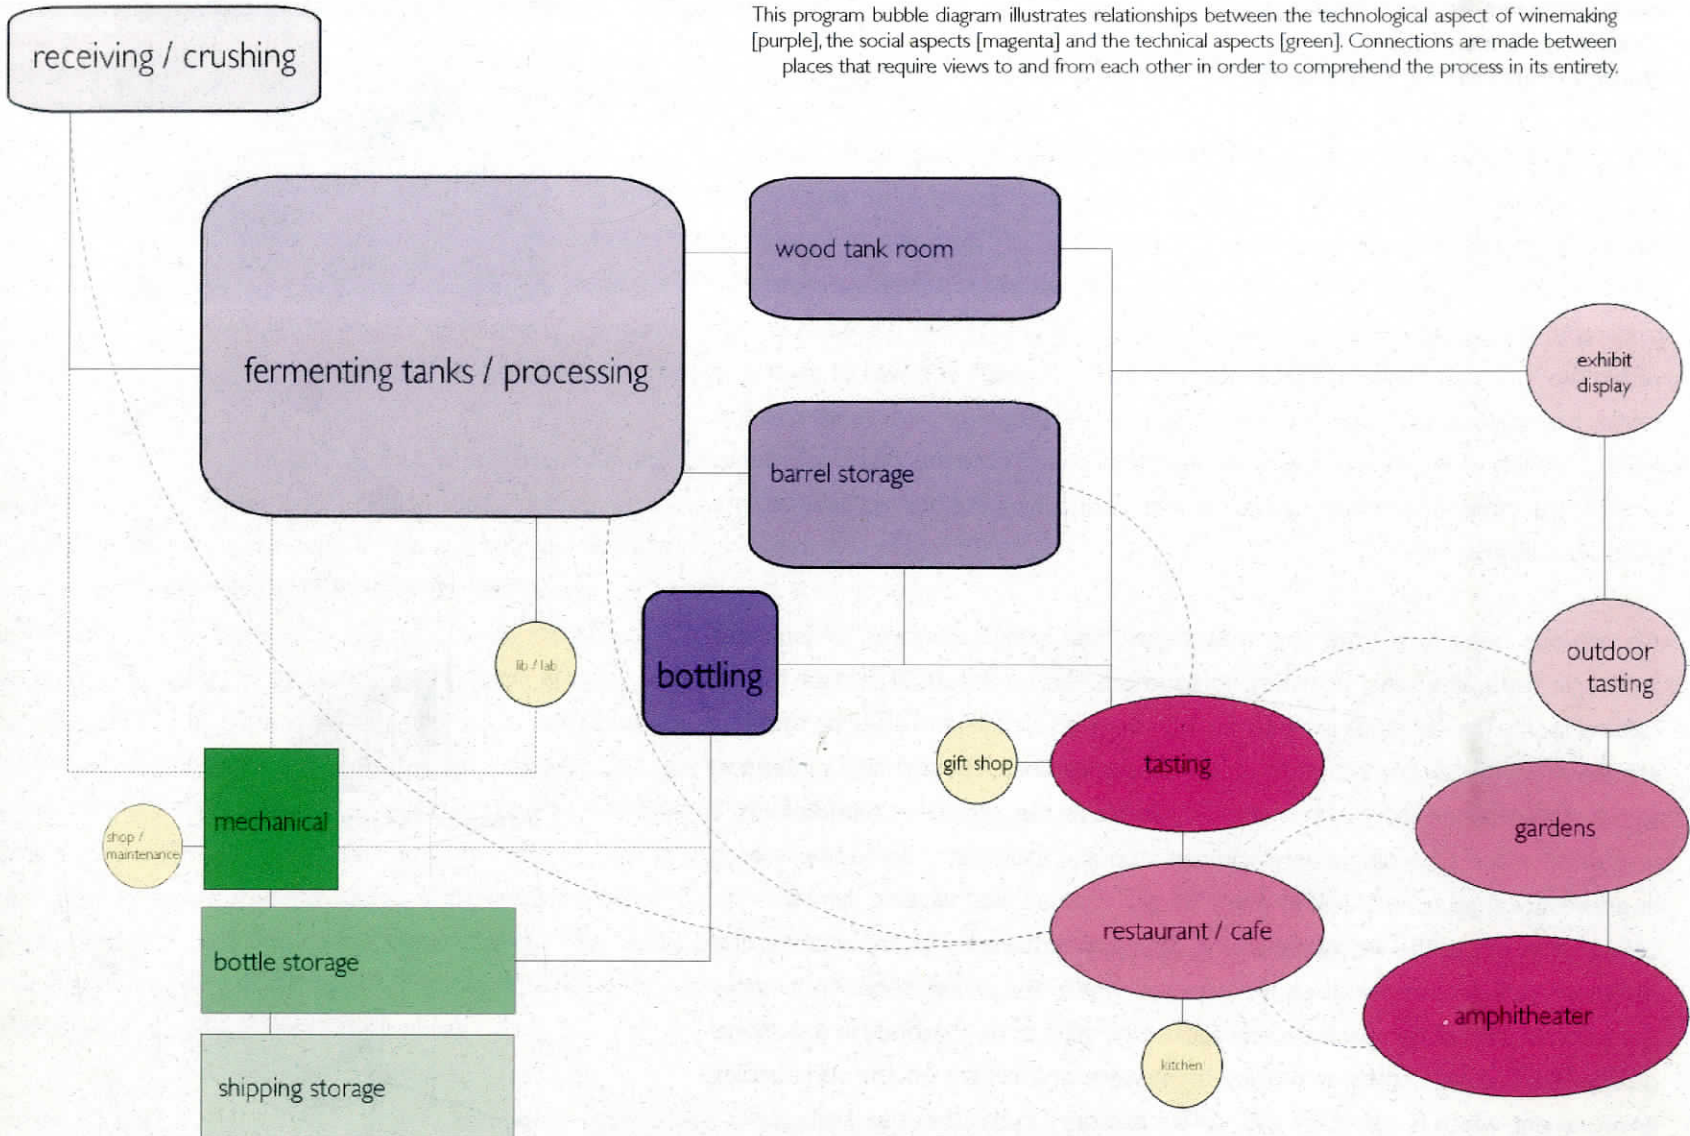 This program bubble diagram illustrates relationships between the technological aspect of winemaking
[purple], the social aspects [magenta] and the technical aspects [green]. Connections are made between
places that require views to and from each other in order to comprehend the process in its entirety.
receiving / crushing
fermenting tanks / processing
wood tank room
barrel storage
exhibit
display
lib / lab
bottling
outdoor
tasting
gift shop
tasting
shop /
maintenance
mechanical
gardens
bottle storage
restaurant / cafe
amphitheater
kitchen
shipping storage